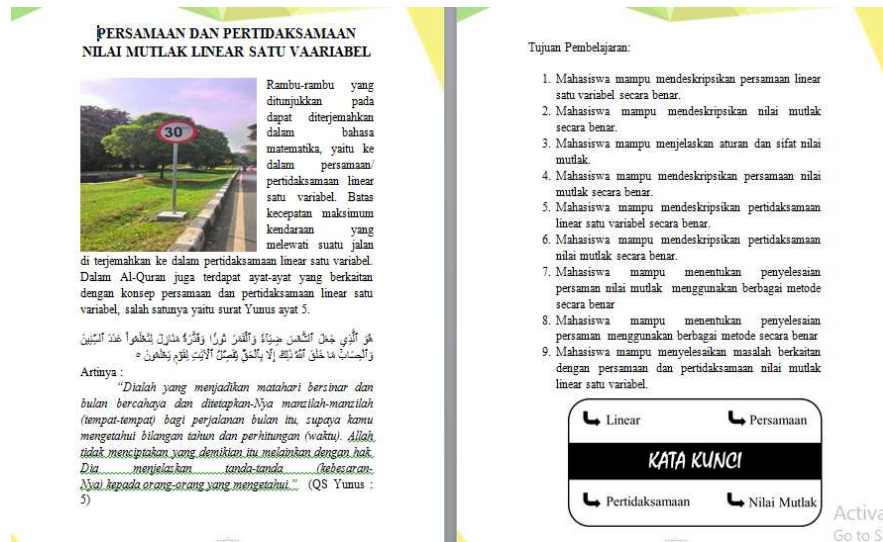 PERSAMAAN DAN PERTIDAKSAMAAN
NILAI MUTLAK LINEAR SATU VAARIABEL
30
Rambu-rambu yang
ditunjukkan pada
dapat diterjemahkan
dalam bahasa
matematika, yaitu ke
dalam persamaan/
pertidaksamaan linear
satu variabel. Batas
kecepatan maksimum
kendaraan yang
melewati suatu jalan
di terjemahkan ke dalam pertidaksamaan linear satu variabel.
Dalam Al-Quran juga terdapat ayat-ayat yang berkaitan
dengan konsep persamaan dan pertidaksamaan linear satu
variabel, salah satunya yaitu surat Yunus ayat 5.
هُوَ ٱلَّذِي جَعَلَ ٱلشَّمۡسَ ضِيَآءٗ وَٱلۡقَمَرَ نُورٗا وَقَدَّرَهُۥ مَنَازِلَ لِتَعۡلَمُواْ عَدَدَ ٱلسِّنِينَ
وَٱلۡحِسَابَۚ مَا خَلَقَ ٱللَّهُ ذَٰلِكَ إِلَّا بِٱلۡحَقِّۚ يُفَصِّلُ ٱلۡأٓيَٰتِ لِقَوۡمٖ يَعۡلَمُونَ ٥
Artinya :
“Dialah yang menjadikan matahari bersinar dan
bulan bercahaya dan ditetapkan-Nya manzilah-manzilah
(tempat-tempat) bagi perjalanan bulan itu, supaya kamu
mengetahui bilangan tahun dan perhitungan (waktu). Allah
tidak menciptakan yang demikian itu melainkan dengan hak.
Dia menjelaskan tanda-tanda (kebesaran-
Nya) kepada orang-orang yang mengetahui.” (QS Yunus :
5)
Tujuan Pembelajaran:
1. Mahasiswa mampu mendeskripsikan persamaan linear
satu variabel secara benar.
2. Mahasiswa mampu mendeskripsikan nilai mutlak
secara benar.
3. Mahasiswa mampu menjelaskan aturan dan sifat nilai
mutlak.
4. Mahasiswa mampu mendeskripsikan persamaan nilai
mutlak secara benar.
5. Mahasiswa mampu mendeskripsikan pertidaksamaan
linear satu variabel secara benar.
6. Mahasiswa mampu mendeskripsikan pertidaksamaan
nilai mutlak secara benar.
7. Mahasiswa mampu menentukan penyelesaian
persaman nilai mutlak menggunakan berbagai metode
secara benar
8. Mahasiswa mampu menentukan penyelesaian
persaman menggunakan berbagai metode secara benar
9. Mahasiswa mampu menyelesaikan masalah berkaitan
dengan persamaan dan pertidaksamaan nilai mutlak
linear satu variabel.
Linear
Persamaan
KATA KUNCI
Pertidaksamaan
Nilai Mutlak
Activa
Go to S